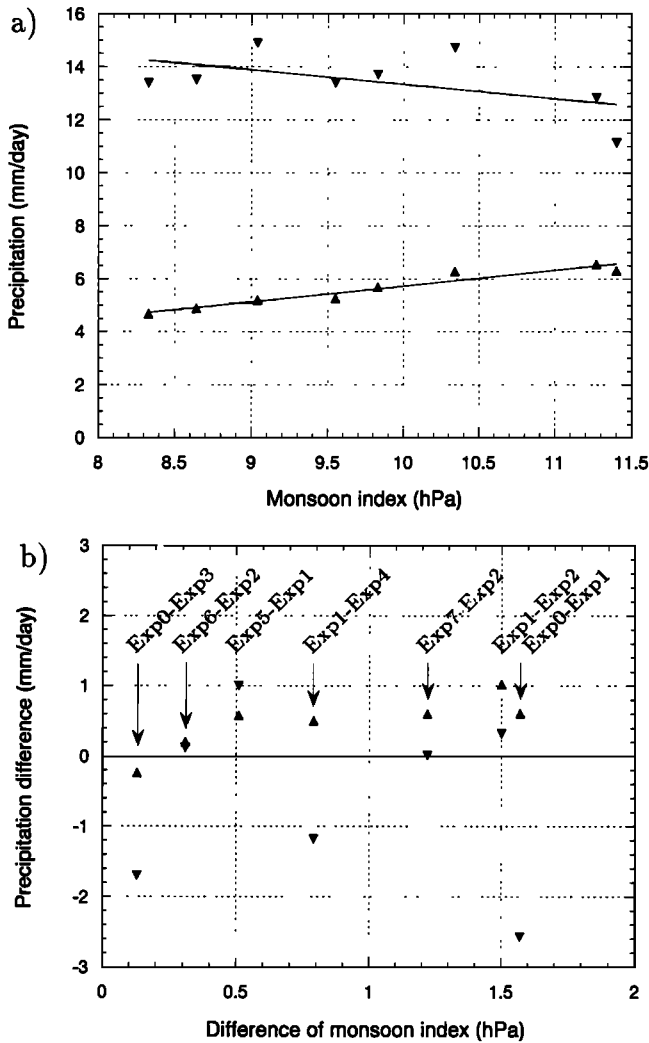 a)
16
14
12
10
8
6
4
2
0
Precipitation (mm/day)
8
8.5
9
9.5
10
10.5
11
11.5
Monsoon index (hPa)
b)
3
2
1
0
-1
-2
-3
Precipitation difference (mm/day)
Exp0-Exp3
Exp6-Exp2
Exp5-Exp1
Exp1-Exp4
Exp7-Exp2
Exp1-Exp2
Exp0-Exp1
0
0.5
1
1.5
2
Difference of monsoon index (hPa)